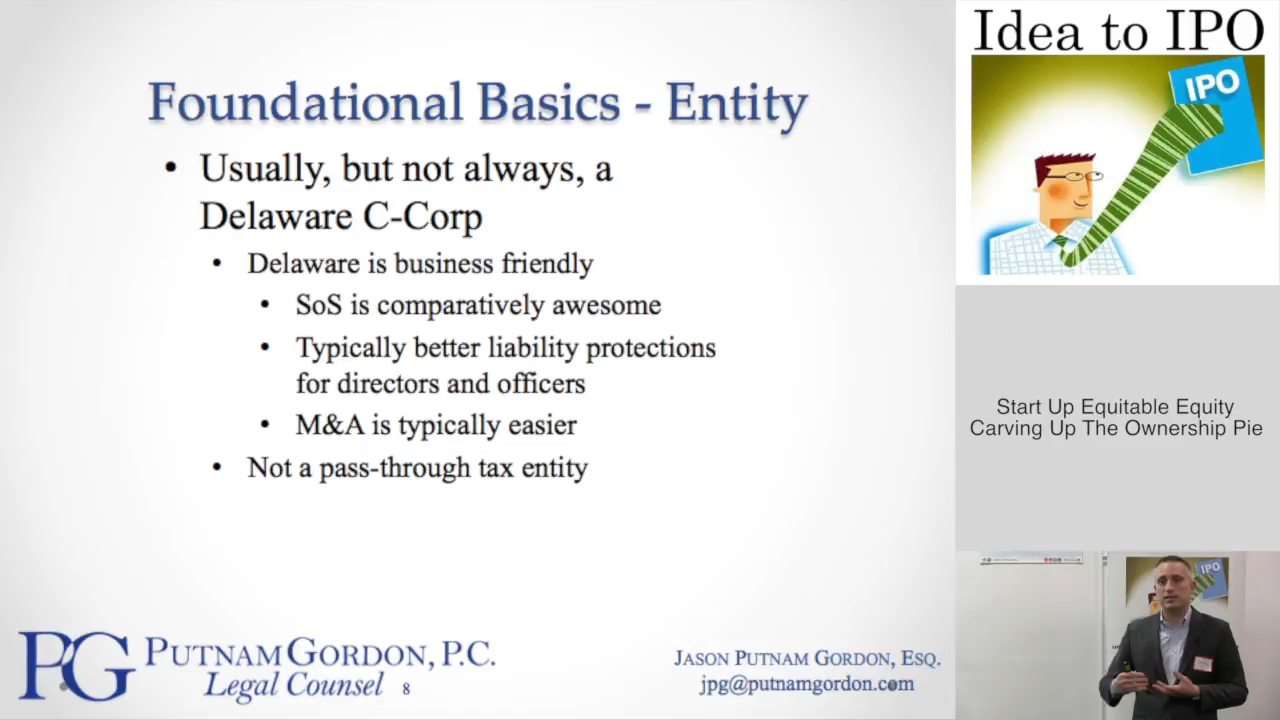 Foundational Basics - Entity
• Usually, but not always, a
Delaware C-Corp
• Delaware is business friendly
• SoS is comparatively awesome
• Typically better liability protections
for directors and officers
• M&A is typically easier
• Not a pass-through tax entity
PG PUTNAM GORDON, P.C.
Legal Counsel 8
JASON PUTNAM GORDON, ESQ.
jpg@putnamgordon.com
Idea to IPO
IPO
Start Up Equitable Equity
Carving Up The Ownership Pie
IPO